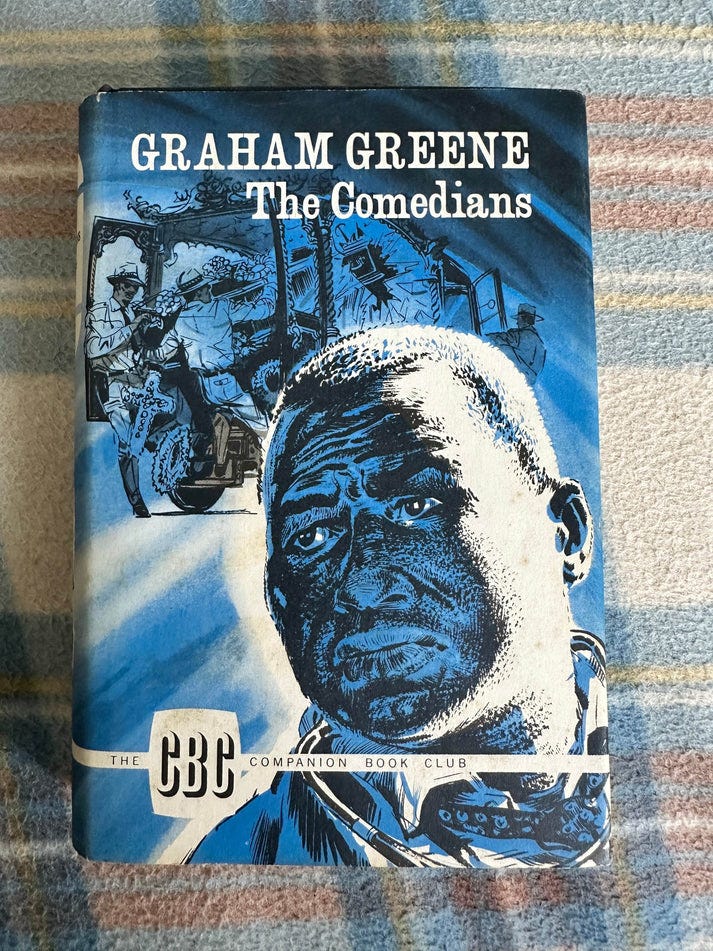 GRAHAM GREENE
The Comedians
THE CBC COMPANION BOOK CLUB